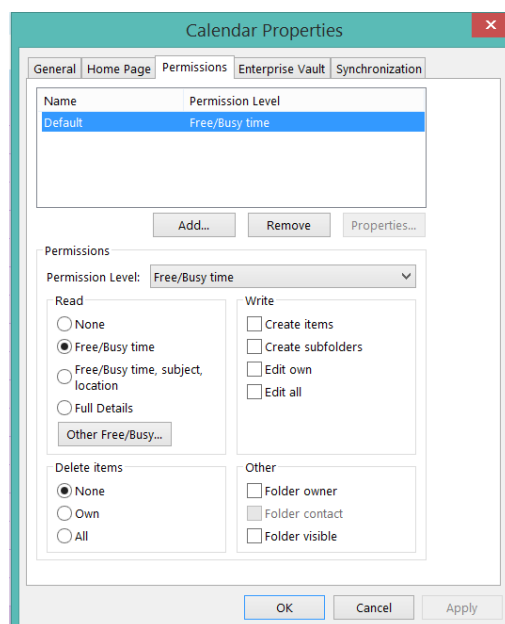 Calendar Properties
General Home Page Permissions Enterprise Vault Synchronization
Name Permission Level
Default Free/Busy time
Add... Remove Properties...
Permissions
Permission Level: Free/Busy time
Read
None
Free/Busy time
Free/Busy time, subject,
location
Full Details
Other Free/Busy...
Write
Create items
Create subfolders
Edit own
Edit all
Delete items
None
Own
All
Other
Folder owner
Folder contact
Folder visible
OK Cancel Apply